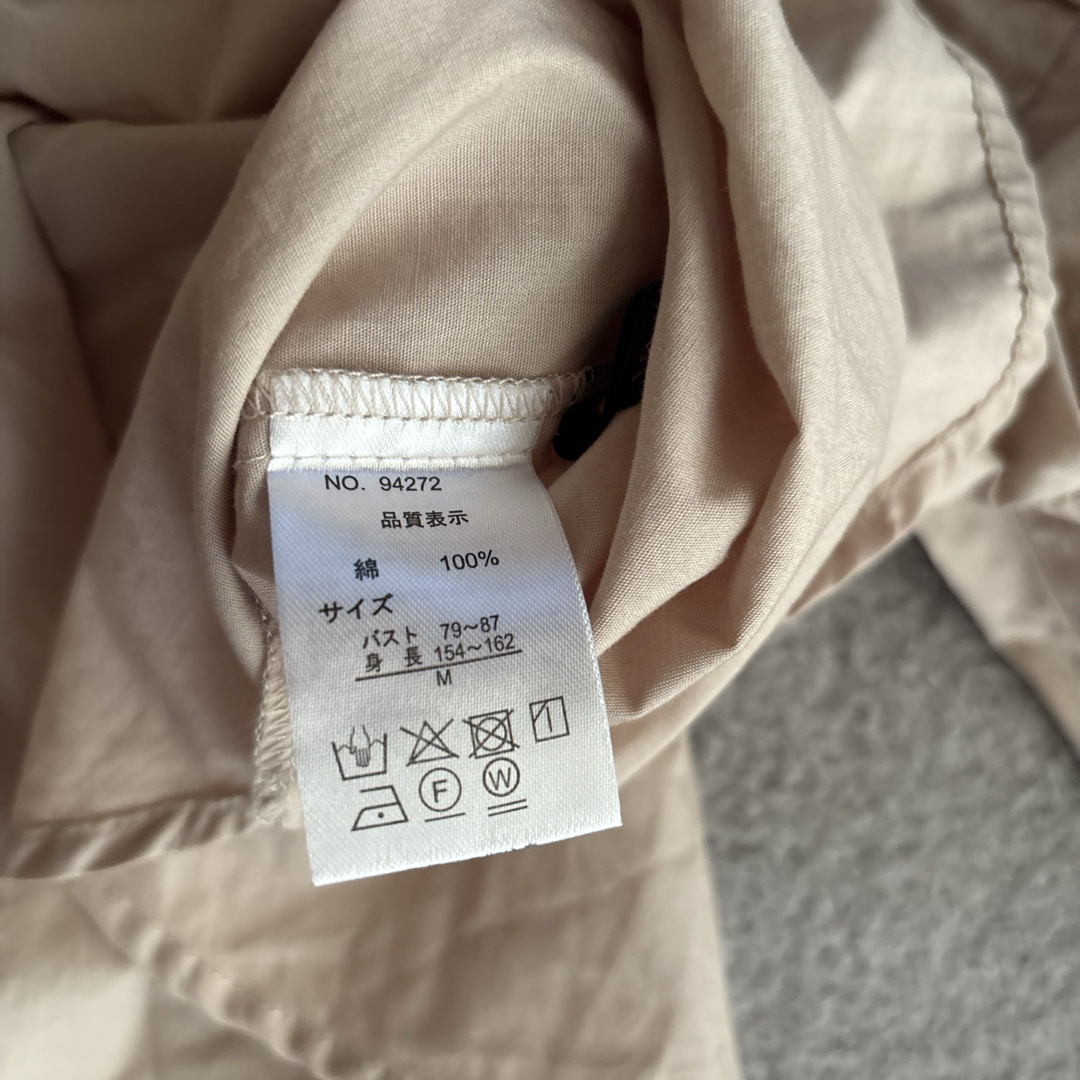 NO. 94272
品質表示
綿 100%
サイズ
バスト 79～87
身 長 154～162
M
F W